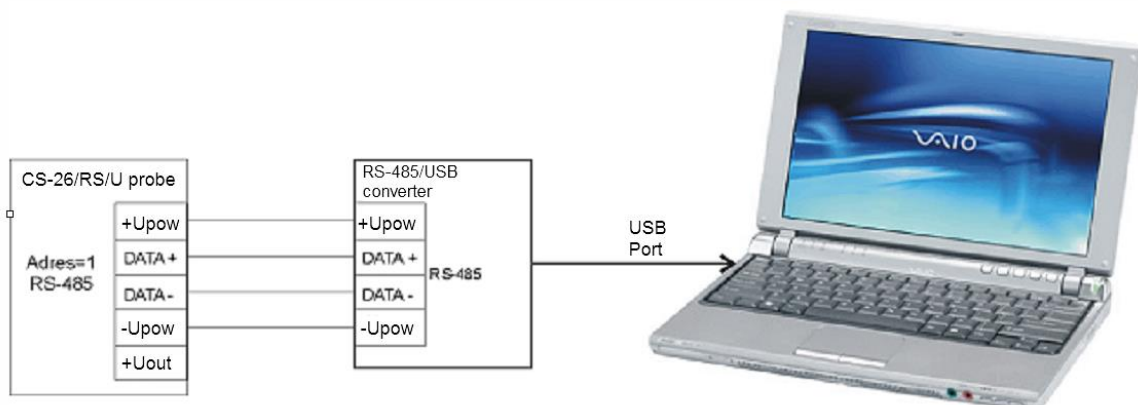 CS-26/RS/U probe
Adres=1
RS-485
+Upow
DATA+
DATA-
-Upow
+Uout
RS-485/USB
converter
+Upow
DATA+
DATA-
-Upow
RS-485
USB
Port
VAIO